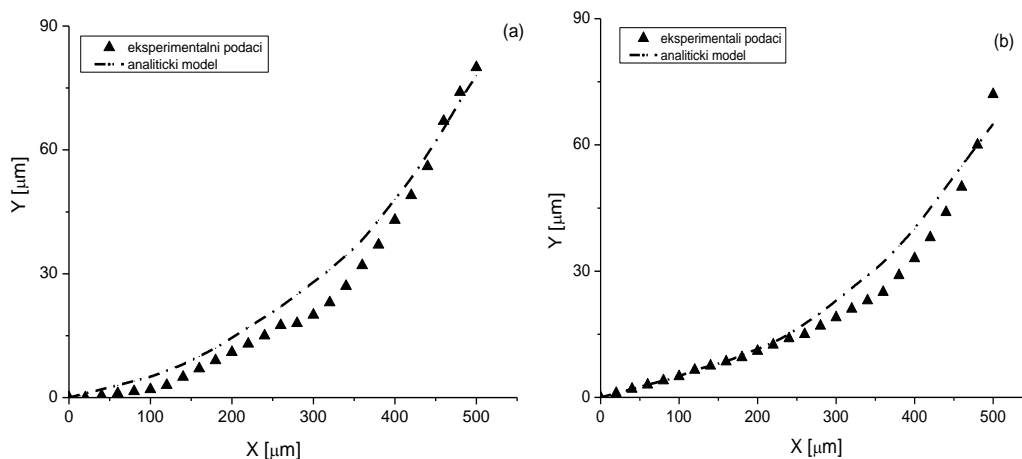 90
60
30
0
Y [μm]
(a)
eksperimentalni podaci
analiticki model
0 100 200 300 400 500
X [μm]
90
60
30
0
Y [μm]
(b)
eksperimentali podaci
analiticki model
0 100 200 300 400 500
X [μm]